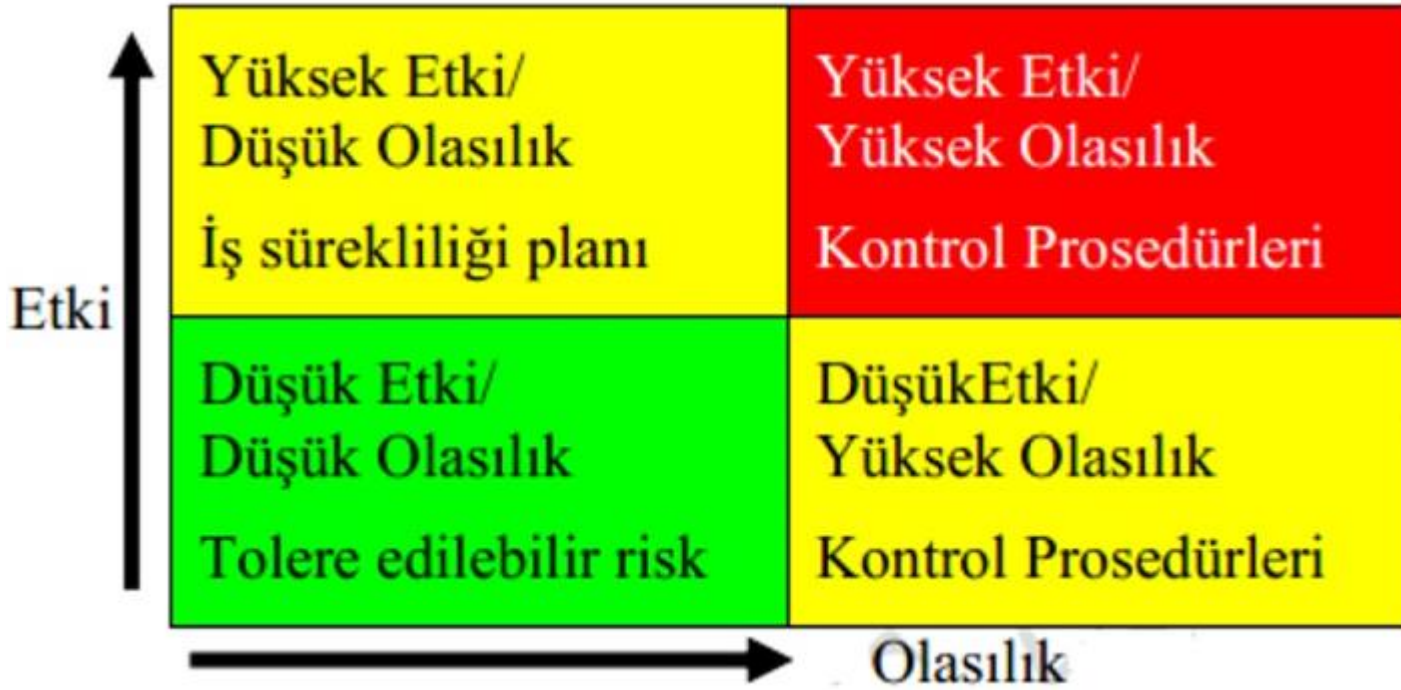 Yüksek Etki/
Düşük Olasılık
İş sürekliliği planı
Yüksek Etki/
Yüksek Olasılık
Kontrol Prosedürleri
Etki
Düşük Etki/
Düşük Olasılık
Tolere edilebilir risk
DüşükEtki/
Yüksek Olasılık
Kontrol Prosedürleri
Olasılık